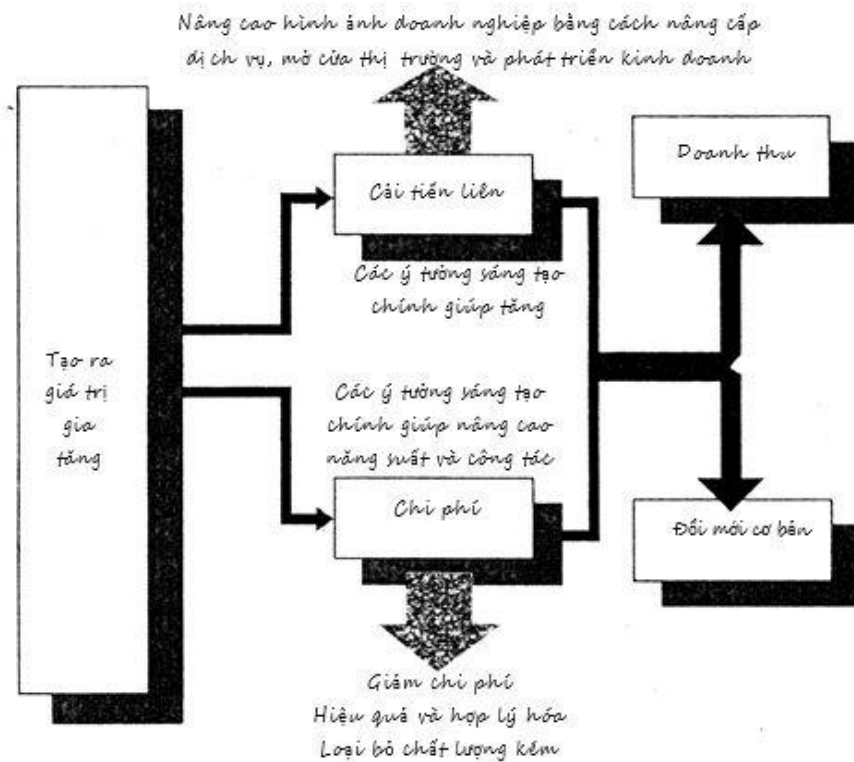 Nâng cao hình ảnh doanh nghiệp bằng cách nâng cấp
dịch vụ, mở cửa thị trường và phát triển kinh doanh
Doanh thu
Cải tiến liên
Các ý tưởng sáng tạo
chính giúp tăng
Tạo ra
giá trị
gia
tăng
Các ý tưởng sáng tạo
chính giúp nâng cao
năng suất và công tác
Chi phí
Đổi mới cơ bản
Giảm chi phí
Hiệu quả và hợp lý hóa
Loại bỏ chất lượng kém